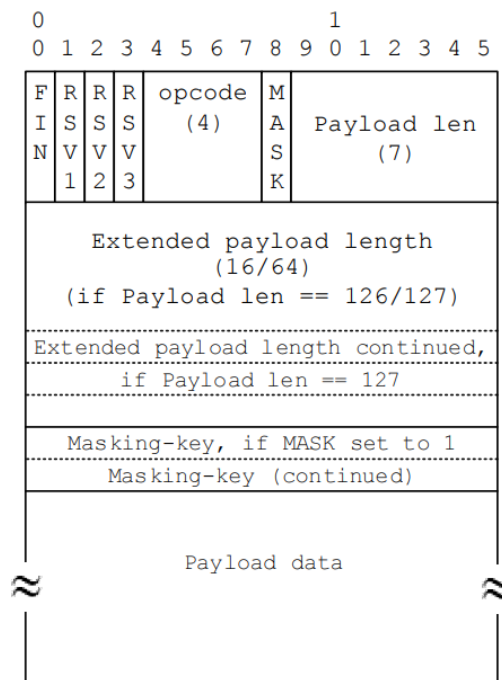 0 1
0 1 2 3 4 5 6 7 8 9 0 1 2 3 4 5
F R R R opcode M
I S S S (4) A Payload len
N V V V S (7)
1 2 3 K
Extended payload length
(16/64)
(if Payload len == 126/127)
Extended payload length continued,
if Payload len == 127
Masking-key, if MASK set to 1
Masking-key (continued)
Payload data